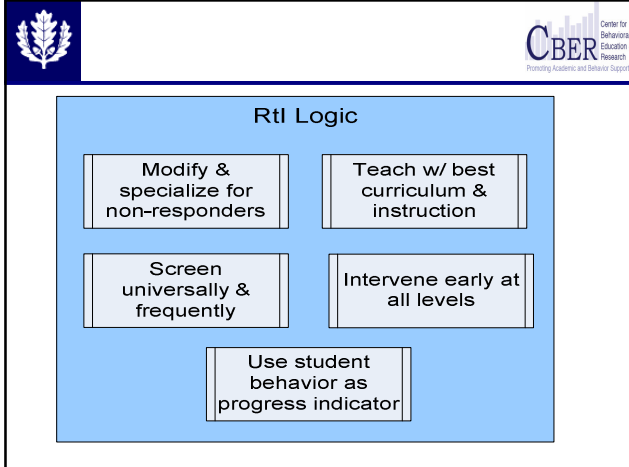 CBER
Center for
Behavioral
Education
Research
Promoting Academic and Behavior Support
RtI Logic
Modify &
specialize for
non-responders
Teach w/ best
curriculum &
instruction
Screen
universally &
frequently
Intervene early at
all levels
Use student
behavior as
progress indicator